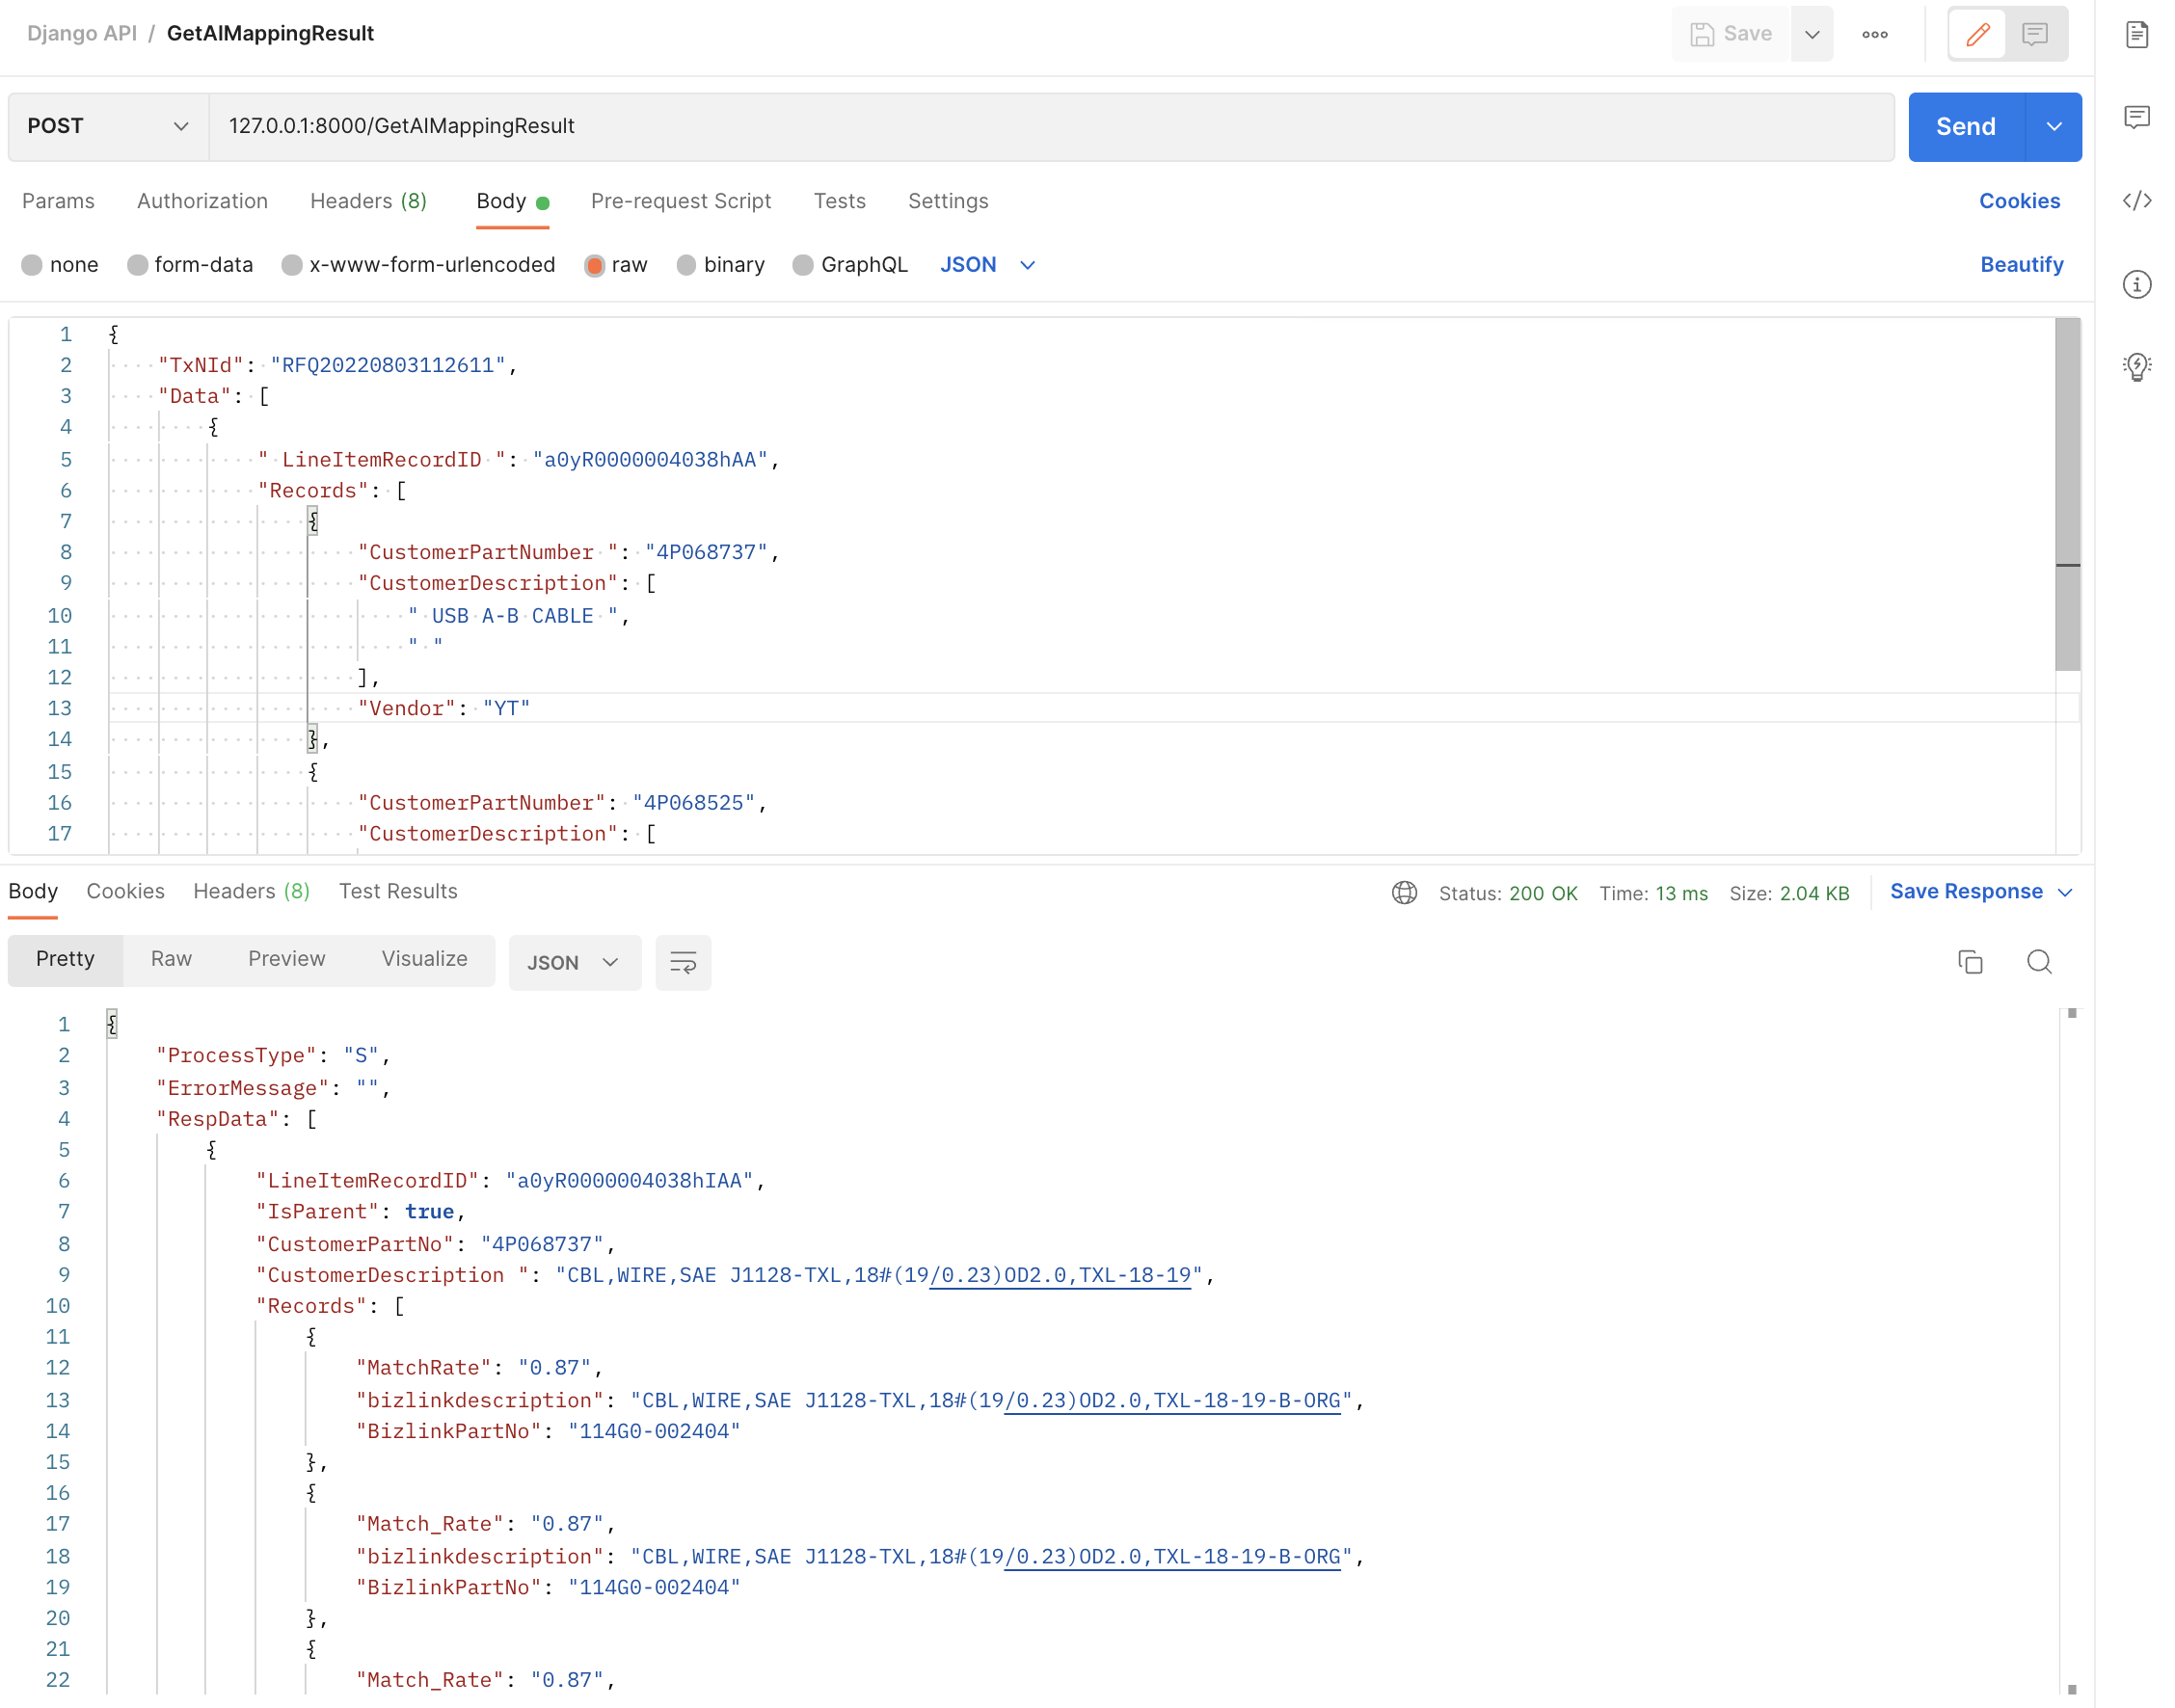 Django API / GetAIMappingResult
Save
POST
127.0.0.1:8000/GetAIMappingResult
Send
Params Authorization Headers (8) Body Pre-request Script Tests Settings Cookies
none form-data x-www-form-urlencoded raw binary GraphQL JSON Beautify
1 {
2 "TxNId": "RFQ20220803112611",
3 "Data": [
4 {
5 " LineItemRecordID ": "a0yR0000004038hAA",
6 "Records": [
7 {
8 "CustomerPartNumber ": "4P068737",
9 "CustomerDescription": [
10 " USB A-B CABLE ",
11 " "
12 ],
13 "Vendor": "YT"
14 },
15 {
16 "CustomerPartNumber": "4P068525",
17 "CustomerDescription": [
Body Cookies Headers (8) Test Results Status: 200 OK Time: 13 ms Size: 2.04 KB Save Response
Pretty Raw Preview Visualize JSON
1 {
2 "ProcessType": "S",
3 "ErrorMessage": "",
4 "RespData": [
5 {
6 "LineItemRecordID": "a0yR0000004038hIAA",
7 "IsParent": true,
8 "CustomerPartNo": "4P068737",
9 "CustomerDescription ": "CBL,WIRE,SAE J1128-TXL,18#(19/0.23)OD2.0,TXL-18-19",
10 "Records": [
11 {
12 "MatchRate": "0.87",
13 "bizlinkdescription": "CBL,WIRE,SAE J1128-TXL,18#(19/0.23)OD2.0,TXL-18-19-B-ORG",
14 "BizlinkPartNo": "114G0-002404"
15 },
16 {
17 "Match_Rate": "0.87",
18 "bizlinkdescription": "CBL,WIRE,SAE J1128-TXL,18#(19/0.23)OD2.0,TXL-18-19-B-ORG",
19 "BizlinkPartNo": "114G0-002404"
20 },
21 {
22 "Match_Rate": "0.87",